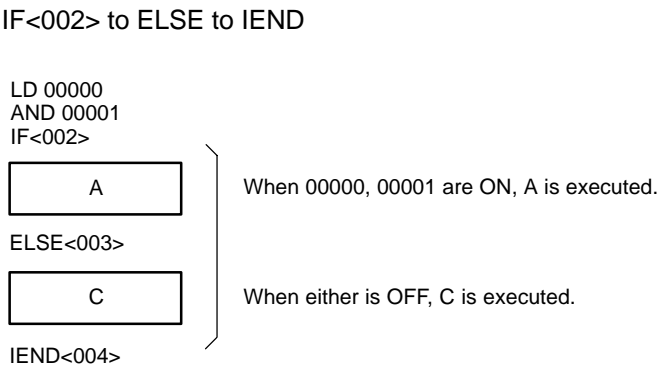 IF<002> to ELSE to IEND
LD 00000
AND 00001
IF<002>
A
When 00000, 00001 are ON, A is executed.
ELSE<003>
C
When either is OFF, C is executed.
IEND<004>